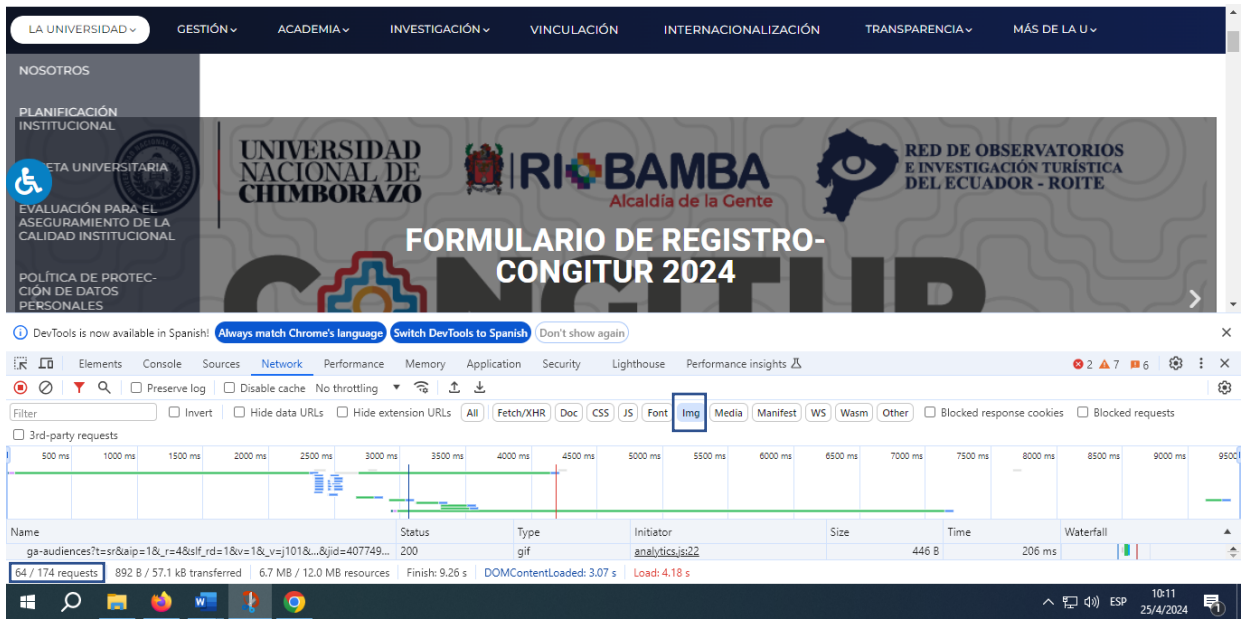 LA UNIVERSIDAD GESTIÓN ACADEMIA INVESTIGACIÓN VINCULACIÓN INTERNACIONALIZACIÓN TRANSPARENCIA MÁS DE LA U
NOSOTROS
PLANIFICACIÓN
INSTITUCIONAL
ETA UNIVERSITARIA
EVALUACIÓN PARA EL
ASEGURAMIENTO DE LA
CALIDAD INSTITUCIONAL
POLÍTICA DE PROTEC-
CIÓN DE DATOS
PERSONALES
UNIVERSIDAD
NACIONAL DE
CHIMBORAZO
RIOBAMBA
Alcaldía de la Gente
RED DE OBSERVATORIOS
E INVESTIGACIÓN TURÍSTICA
DEL ECUADOR - ROITE
FORMULARIO DE REGISTRO-
CONGITUR 2024
CONGITUR
DevTools is now available in Spanish! Always match Chrome's language Switch DevTools to Spanish Don't show again
Elements Console Sources Network Performance Memory Application Security Lighthouse Performance insights 2 7 6
Preserve log Disable cache No throttling
Filter Invert Hide data URLs Hide extension URLs All Fetch/XHR Doc CSS JS Font Img Media Manifest WS Wasm Other Blocked response cookies Blocked requests
3rd-party requests
500 ms 1000 ms 1500 ms 2000 ms 2500 ms 3000 ms 3500 ms 4000 ms 4500 ms 5000 ms 5500 ms 6000 ms 6500 ms 7000 ms 7500 ms 8000 ms 8500 ms 9000 ms 9500
Name Status Type Initiator Size Time Waterfall
ga-audiences?t=sr&aip=1&_r=4&slf_rd=1&v=1&_v=j101&...&jid=407749... 200 gif analytics.js:22 446 B 206 ms
64 / 174 requests 892 B / 57.1 kB transferred 6.7 MB / 12.0 MB resources Finish: 9.26 s DOMContentLoaded: 3.07 s Load: 4.18 s
ESP 10:11
25/4/2024 1